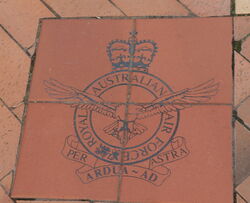 ROYAL AUSTRALIAN AIR FORCE
PER ARDUA ~ AD ASTRA